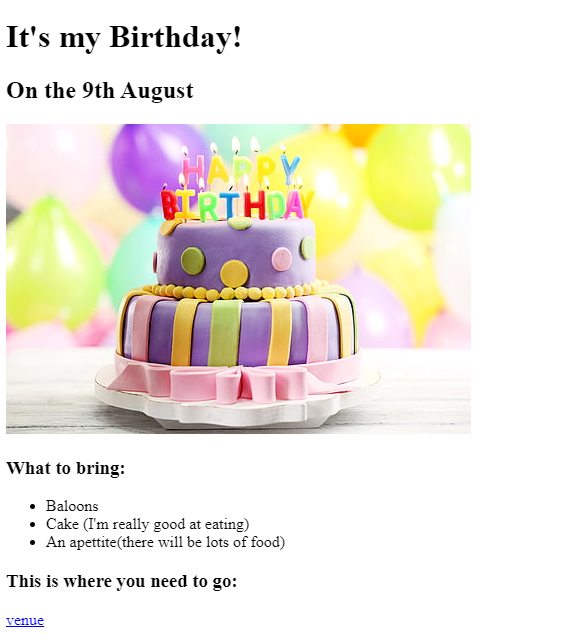 It's my Birthday!
On the 9th August
HAPPY
BIRTHDAY
What to bring:
Baloons
Cake (I'm really good at eating)
An apettite(there will be lots of food)
This is where you need to go:
venue